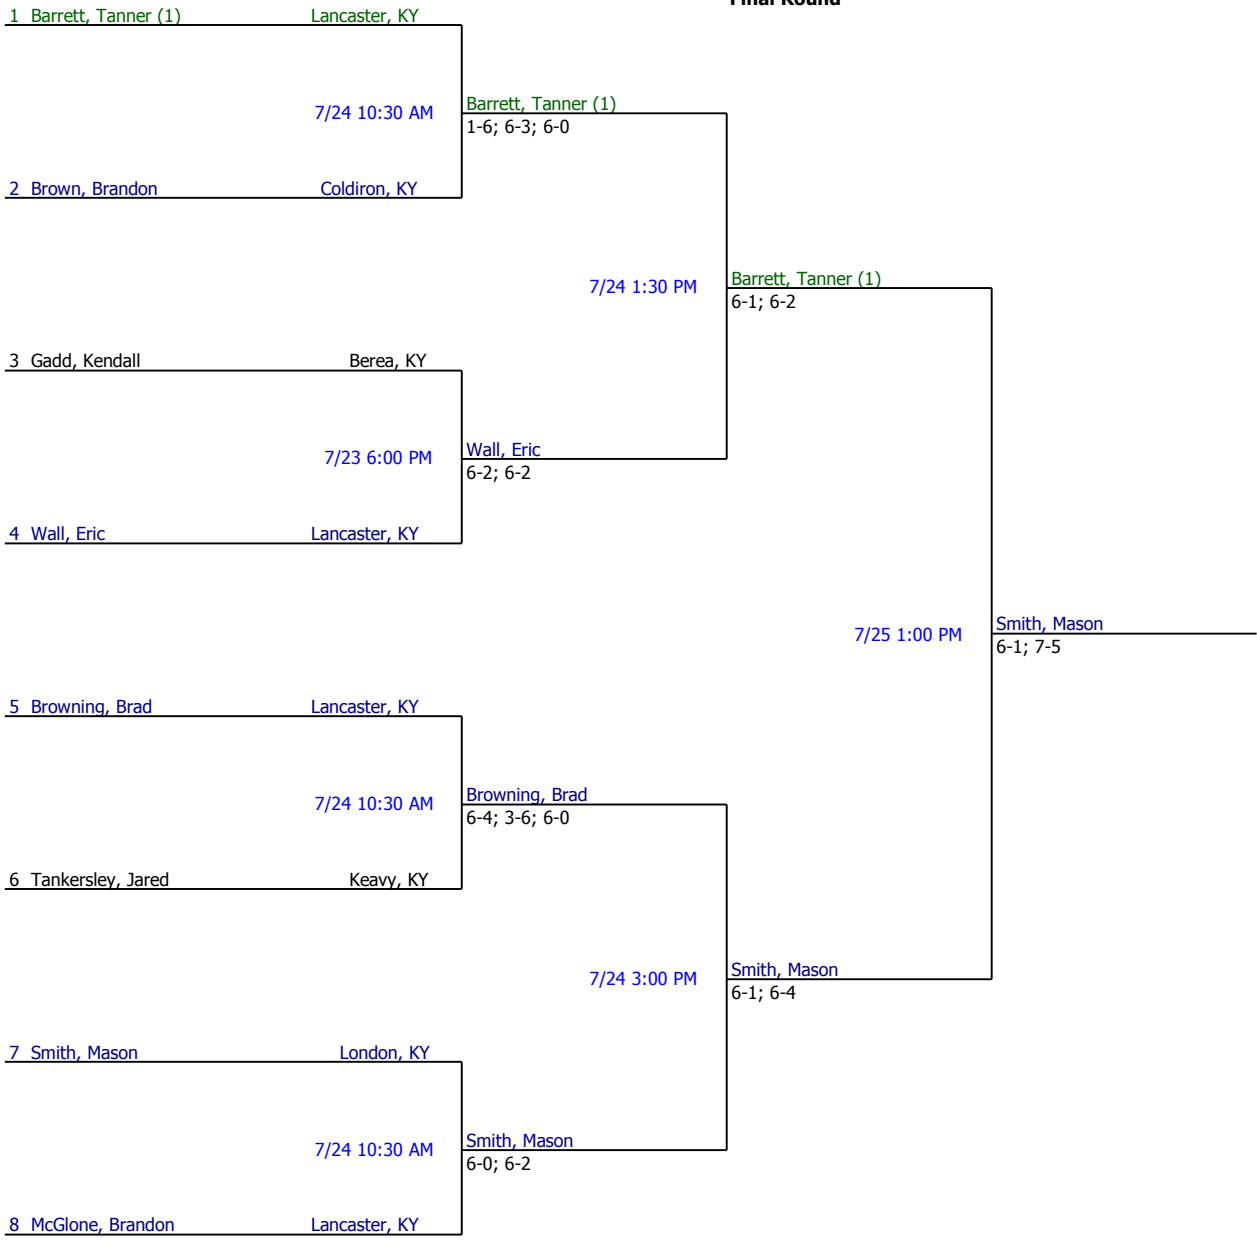 Final Round
1 Barrett, Tanner (1) Lancaster, KY
7/24 10:30 AM Barrett, Tanner (1)
1-6; 6-3; 6-0
2 Brown, Brandon Coldiron, KY
7/24 1:30 PM Barrett, Tanner (1)
6-1; 6-2
3 Gadd, Kendall Berea, KY
7/23 6:00 PM Wall, Eric
6-2; 6-2
4 Wall, Eric Lancaster, KY
7/25 1:00 PM Smith, Mason
6-1; 7-5
5 Browning, Brad Lancaster, KY
7/24 10:30 AM Browning, Brad
6-4; 3-6; 6-0
6 Tankersley, Jared Keavy, KY
7/24 3:00 PM Smith, Mason
6-1; 6-4
7 Smith, Mason London, KY
7/24 10:30 AM Smith, Mason
6-0; 6-2
8 McGlone, Brandon Lancaster, KY